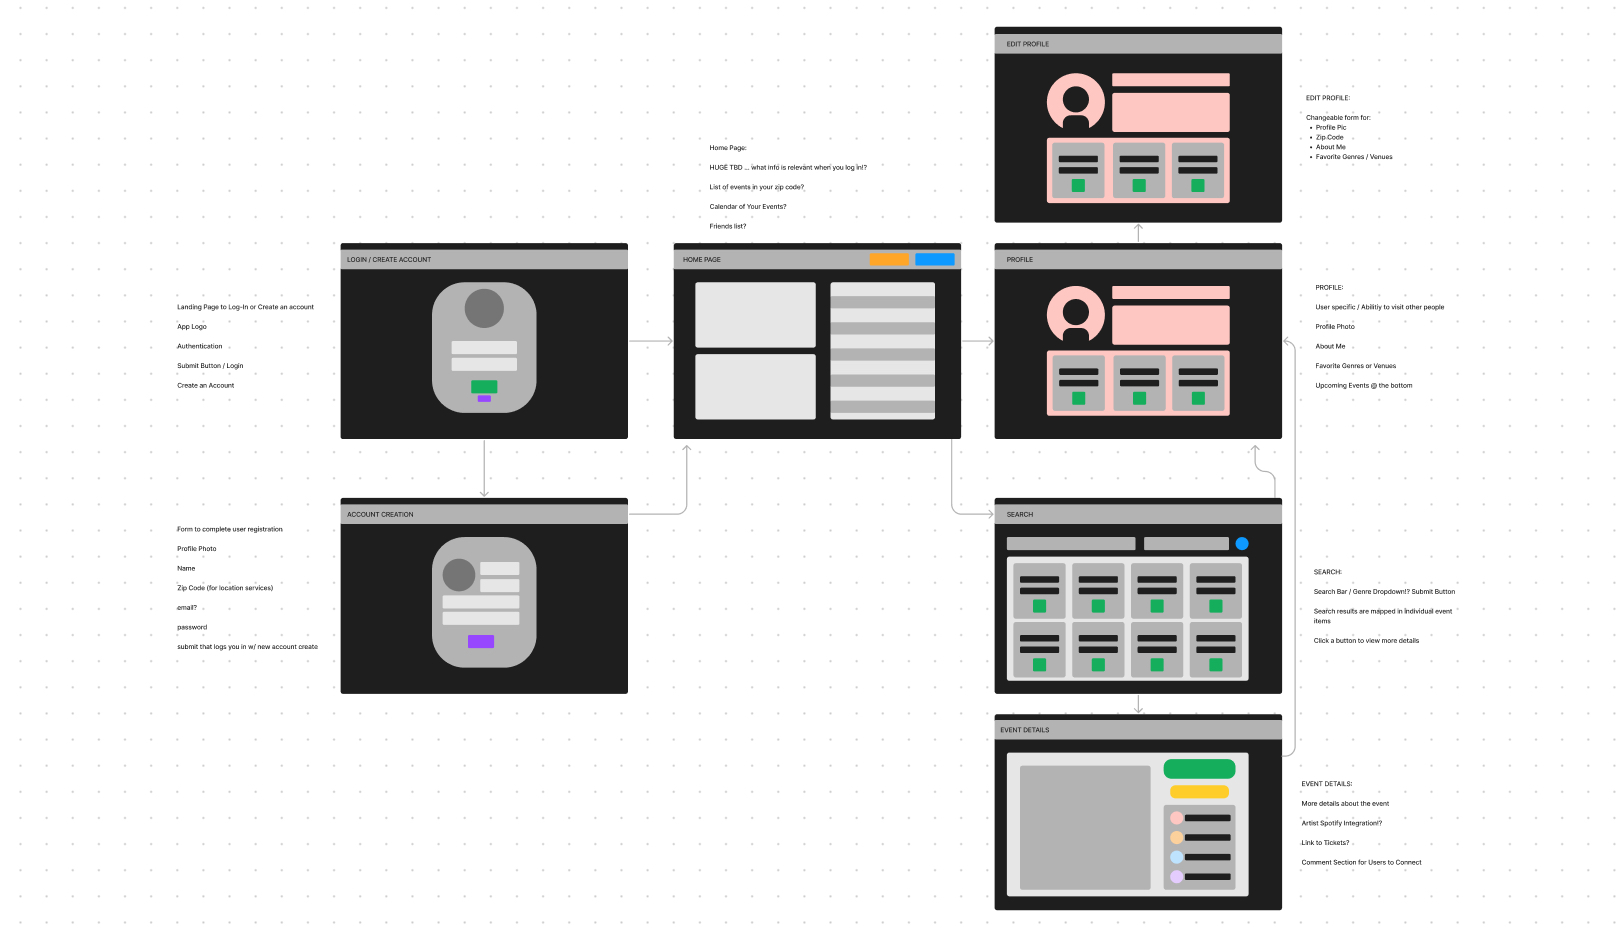 EDIT PROFILE
EDIT PROFILE:
Changeable form for:
• Profile Pic
• Zip Code
• About Me
• Favorite Genres / Venues
Home Page:
HUGE TBD ... what info is relevant when you log in!?
List of events in your zip code?
Calendar of Your Events?
Friends list?
LOGIN / CREATE ACCOUNT
Landing Page to Log-In or Create an account
App Logo
Authentication
Submit Button / Login
Create an Account
HOME PAGE
PROFILE
PROFILE:
User specific / Abilitiy to visit other people
Profile Photo
About Me
Favorite Genres or Venues
Upcoming Events @ the bottom
ACCOUNT CREATION
Form to complete user registration
Profile Photo
Name
Zip Code (for location services)
email?
password
submit that logs you in w/ new account create
SEARCH
SEARCH:
Search Bar / Genre Dropdown!? Submit Button
Search results are mapped in individual event
items
Click a button to view more details
EVENT DETAILS
EVENT DETAILS:
More details about the event
Artist Spotify Integration!?
Link to Tickets?
Comment Section for Users to Connect